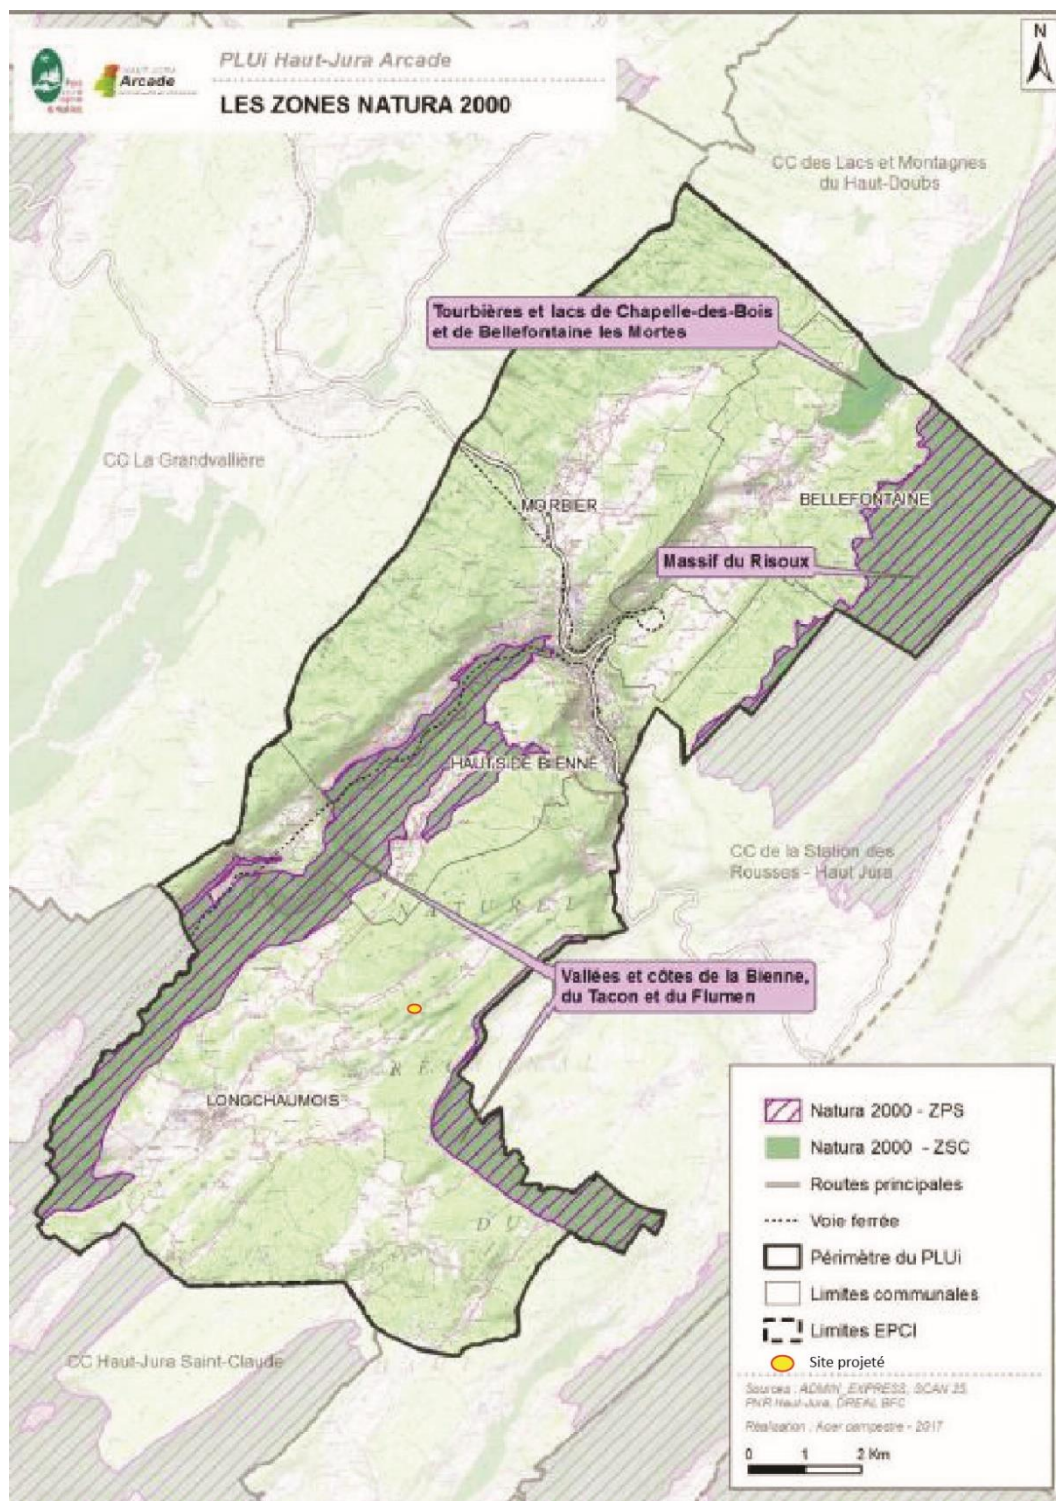 PLUi Haut-Jura Arcade
HAUT-JURA
Arcade
LES ZONES NATURA 2000
N
CC des Lacs et Montagnes
du Haut-Doubs
Tourbières et lacs de Chapelle-des-Bois
et de Bellefontaine les Mortes
CC La Grandvallière
MORBIER
BELLEFONTAINE
Massif du Risoux
HAUTS DE BIENNE
CC de la Station des
Rousses - Haut Jura
NATUREL
Vallées et côtes de la Bienne,
du Tacon et du Flumen
LONGCHAUMOIS
DU
CC Haut-Jura Saint-Claude
Natura 2000 - ZPS
Natura 2000 - ZSC
Routes principales
Voie ferrée
Périmètre du PLUi
Limites communales
Limites EPCI
Site projeté
Sources : ADMIN_EXPRESS, SCAN 25,
PNR Haut-Jura, DREAL BFC
Réalisation : Acer campestre - 2017
0 1 2 Km